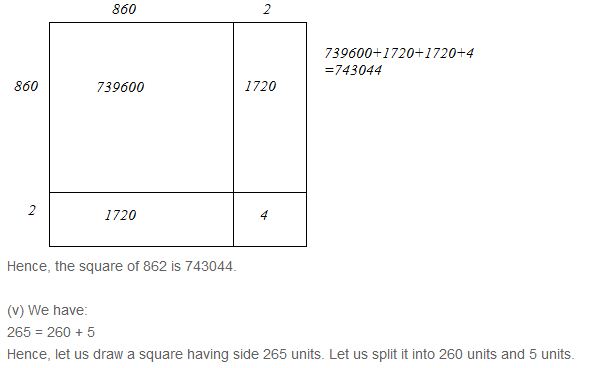 860 2
739600+1720+1720+4
=743044
860 739600 1720
2 1720 4
Hence, the square of 862 is 743044.
(v) We have:
265 = 260 + 5
Hence, let us draw a square having side 265 units. Let us split it into 260 units and 5 units.